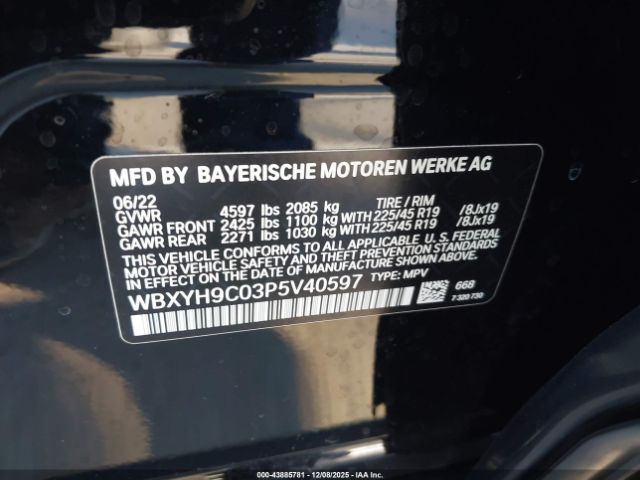 MFD BY BAYERISCHE MOTOREN WERKE AG
06/22 TIRE / RIM
GVWR 4597 lbs 2085 kg
GAWR FRONT 2425 lbs 1100 kg WITH 225/45 R19 /8Jx19
GAWR REAR 2271 lbs 1030 kg WITH 225/45 R19 /8Jx19
THIS VEHICLE CONFORMS TO ALL APPLICABLE U.S. FEDERAL
MOTOR VEHICLE SAFETY AND THEFT PREVENTION
STANDARDS IN EFFECT ON THE DATE OF
MANUFACTURE SHOWN ABOVE.
WBXYH9C03P5V40597 TYPE: MPV
668
7 320 730
© - 43885781 - 12/08/2025 - IAA Inc.